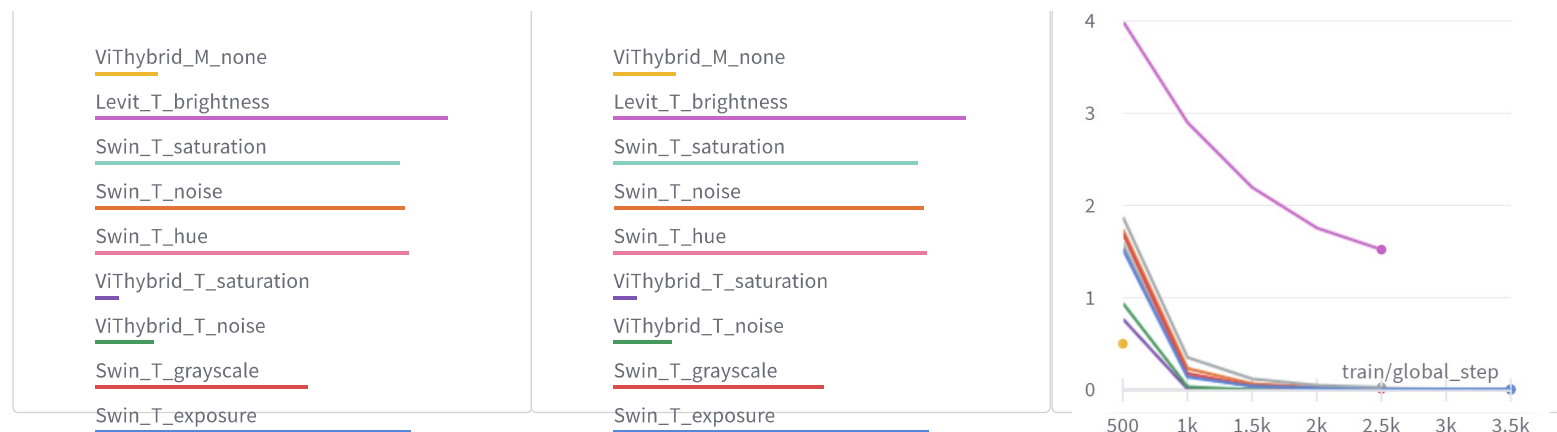 ViThybrid_M_none
Levit_T_brightness
Swin_T_saturation
Swin_T_noise
Swin_T_hue
ViThybrid_T_saturation
ViThybrid_T_noise
Swin_T_grayscale
Swin_T_exposure
ViThybrid_M_none
Levit_T_brightness
Swin_T_saturation
Swin_T_noise
Swin_T_hue
ViThybrid_T_saturation
ViThybrid_T_noise
Swin_T_grayscale
Swin_T_exposure
4
3
2
1
0
train/global_step
500 1k 1.5k 2k 2.5k 3k 3.5k